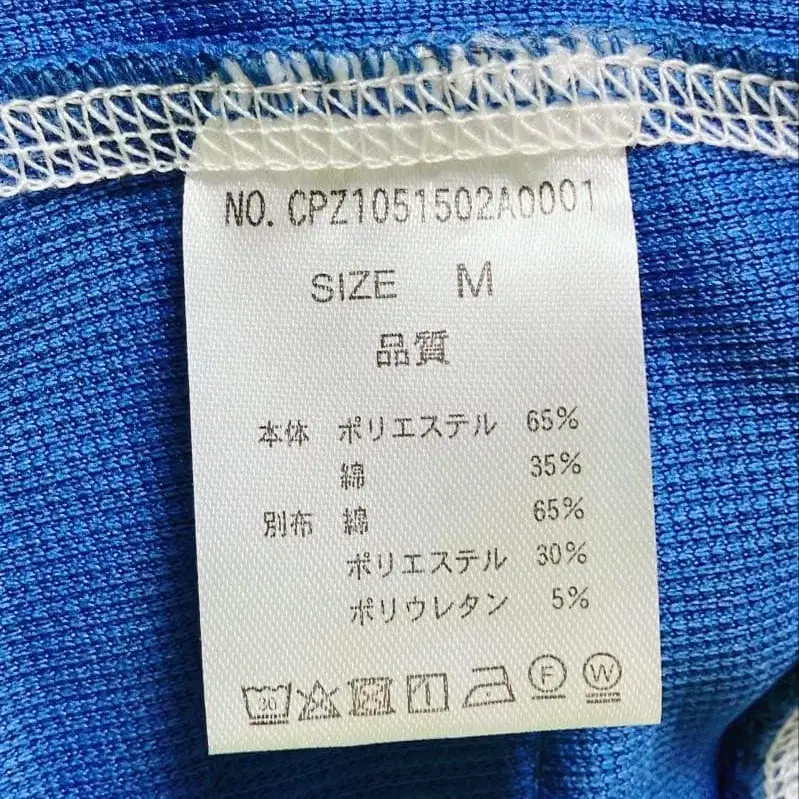 NO. CPZ1051502A0001
SIZE M
品質
本体 ポリエステル 65%
綿 35%
別布 綿 65%
ポリエステル 30%
ポリウレタン 5%
30 F W